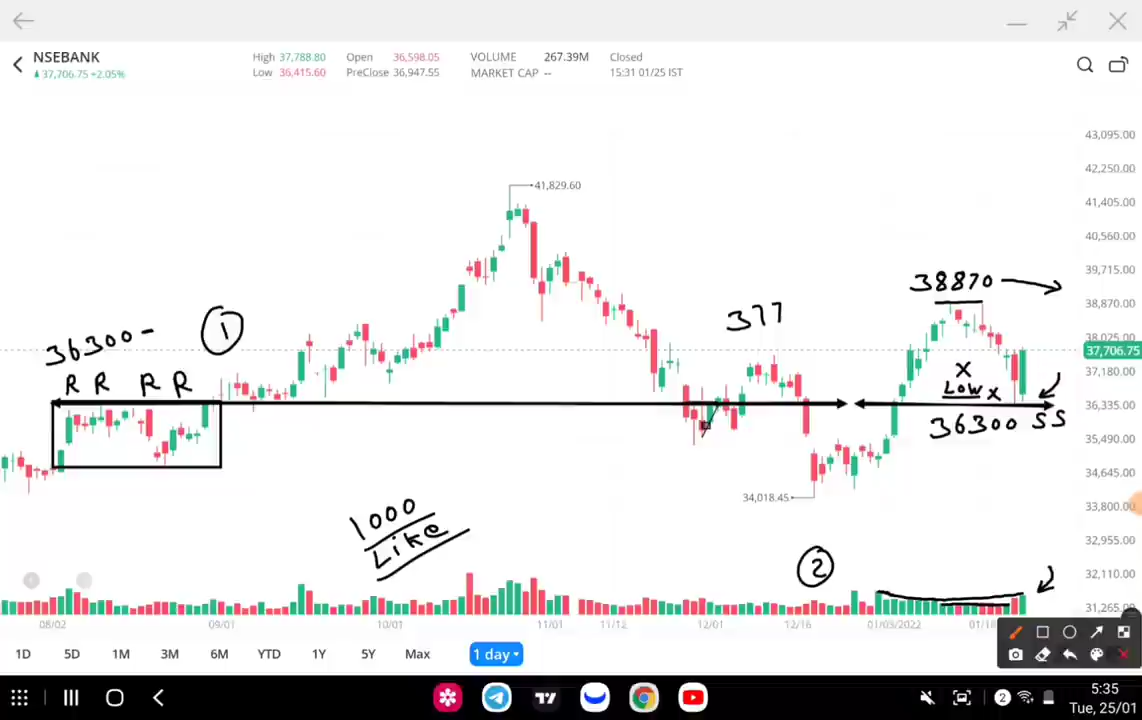 NSEBANK
37,706.75 +2.05%
High 37,788.80 Open 36,598.05 VOLUME 267.39M Closed
Low 36,415.60 PreClose 36,947.55 MARKET CAP -- 15:31 01/25 IST
43,095.00
42,250.00
41,829.60
41,405.00
40,560.00
39,715.00
38870
38,870.00
377
1
38,025.00
36300-
37,706.75
37,180.00
R R R R
X
Low x
36,335.00
36300 SS
35,490.00
34,645.00
34,018.45
33,800.00
1000
Like
32,955.00
2
32,110.00
31,265.00
08/02 09/01 10/01 11/01 11/12 12/01 12/16 01/03/2022
1D 5D 1M 3M 6M YTD 1Y 5Y Max 1 day
2 5:35
Tue, 25/01